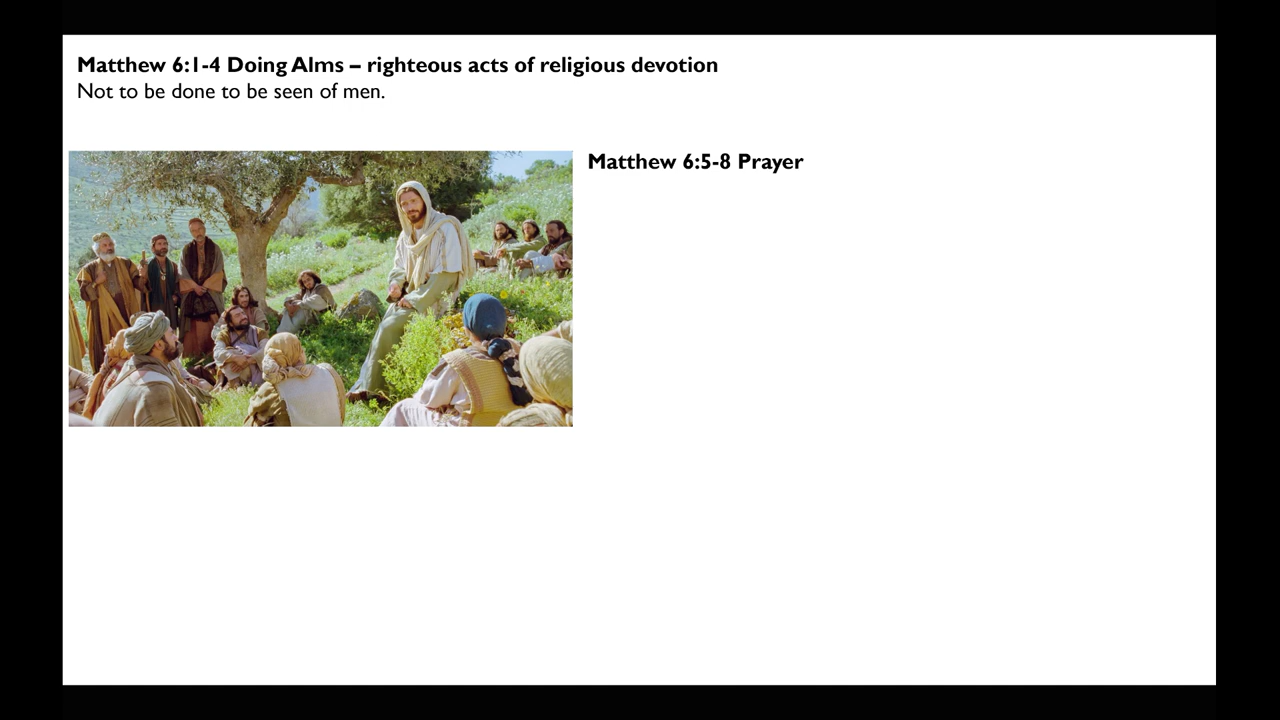 Matthew 6:1-4 Doing Alms – righteous acts of religious devotion
Not to be done to be seen of men.
Matthew 6:5-8 Prayer